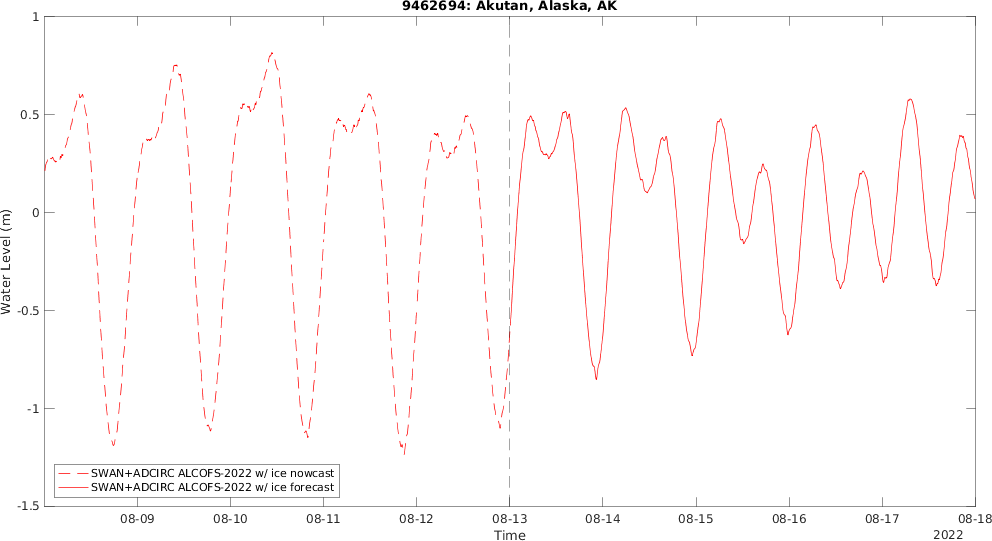 9462694: Akutan, Alaska, AK
1
0.5
0
-0.5
-1
-1.5
Water Level (m)
SWAN+ADCIRC ALCOFS-2022 w/ ice nowcast
SWAN+ADCIRC ALCOFS-2022 w/ ice forecast
08-09 08-10 08-11 08-12 08-13 08-14 08-15 08-16 08-17 08-18
Time
2022